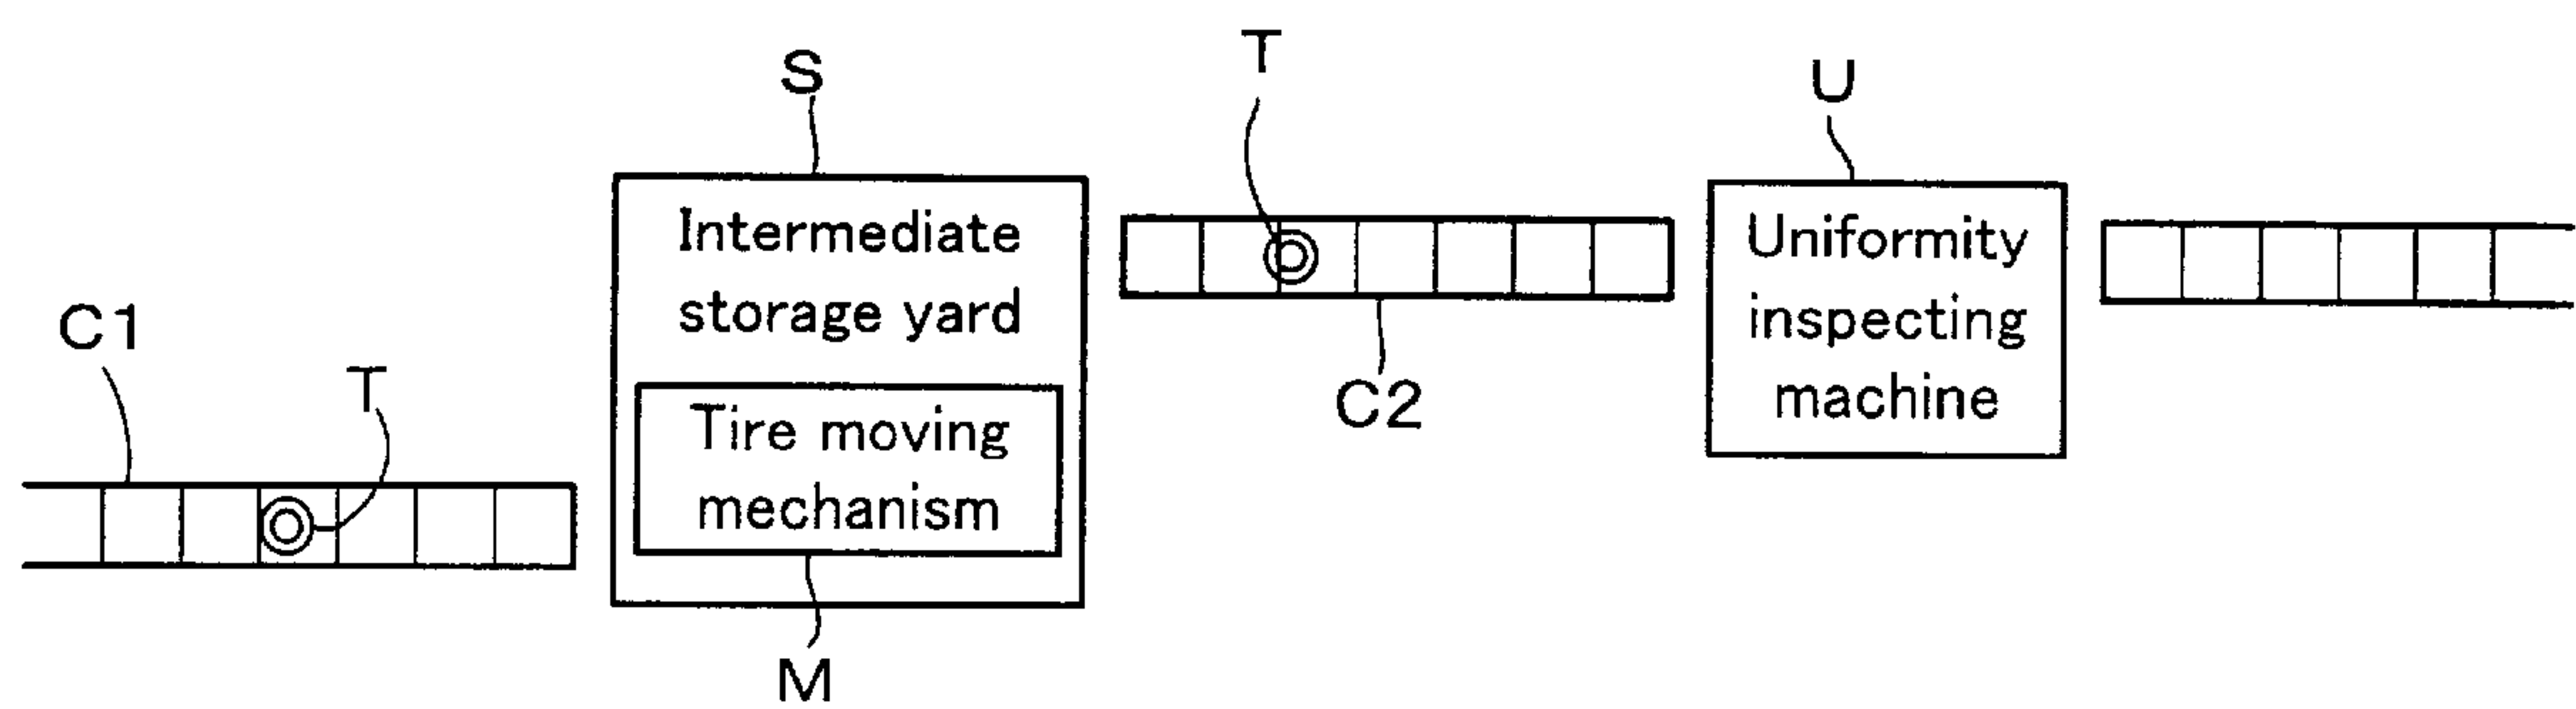 S
T
U
Intermediate
storage yard
Uniformity
inspecting
machine
C1
T
C2
Tire moving
mechanism
M